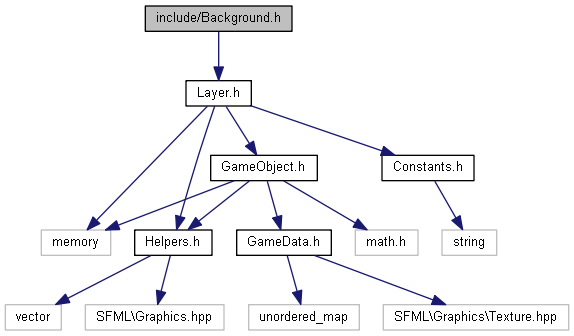 include/Background.h
Layer.h
GameObject.h
Constants.h
memory
Helpers.h
GameData.h
math.h
string
vector
SFML\Graphics.hpp
unordered_map
SFML\Graphics\Texture.hpp